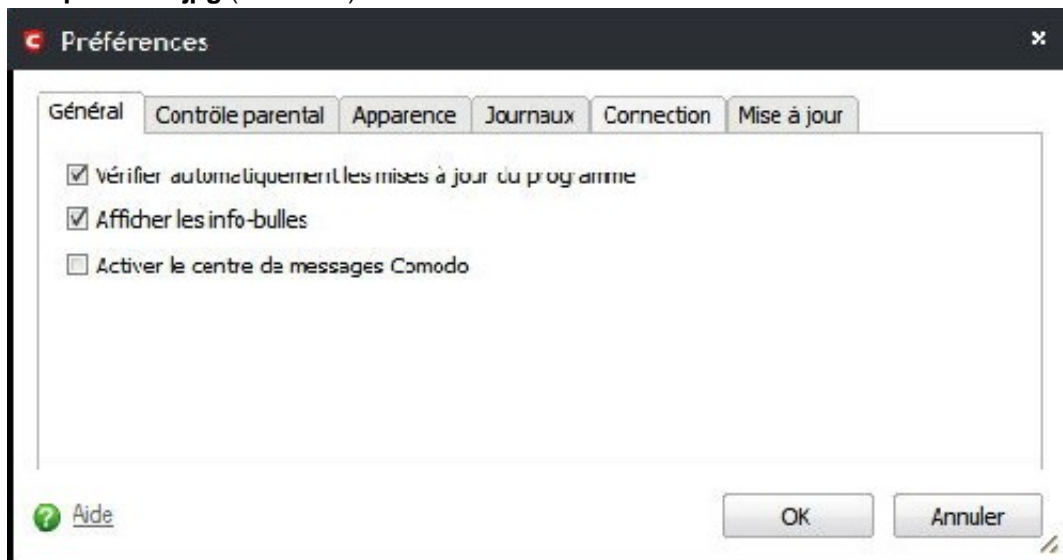 Préférences
Général Contrôle parental Apparence Journaux Connection Mise à jour
Vérifier automatiquement les mises à jour du programme
Afficher les info-bulles
Activer le centre de messages Comodo
Aide OK Annuler